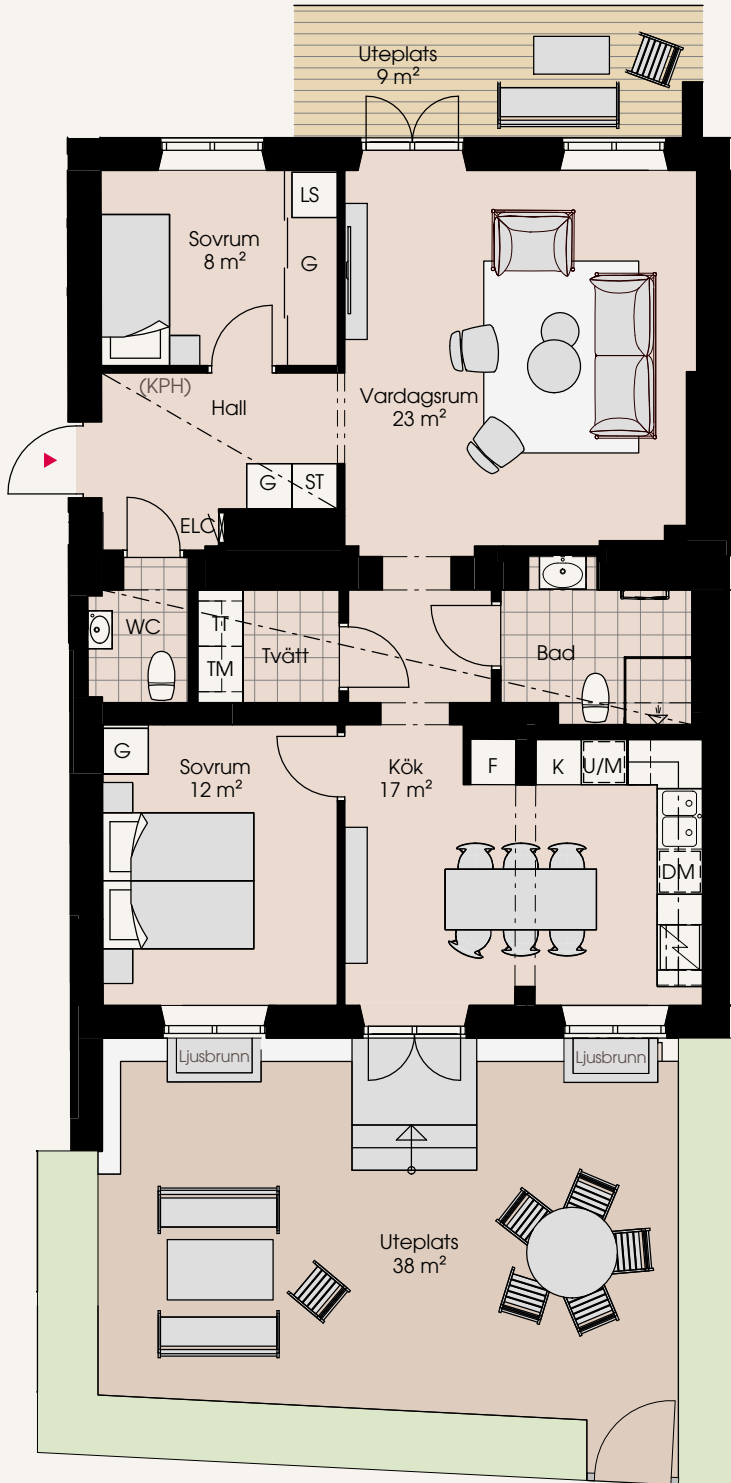 Uteplats
9 m²
LS
Sovrum
8 m²
G
(KPH)
Hall
Vardagsrum
23 m²
G
ST
ELC
WC
TT
TM
Tvätt
Bad
G
Sovrum
12 m²
Kök
17 m²
F
K
U/M
DM
Ljusbrunn
Ljusbrunn
Uteplats
38 m²